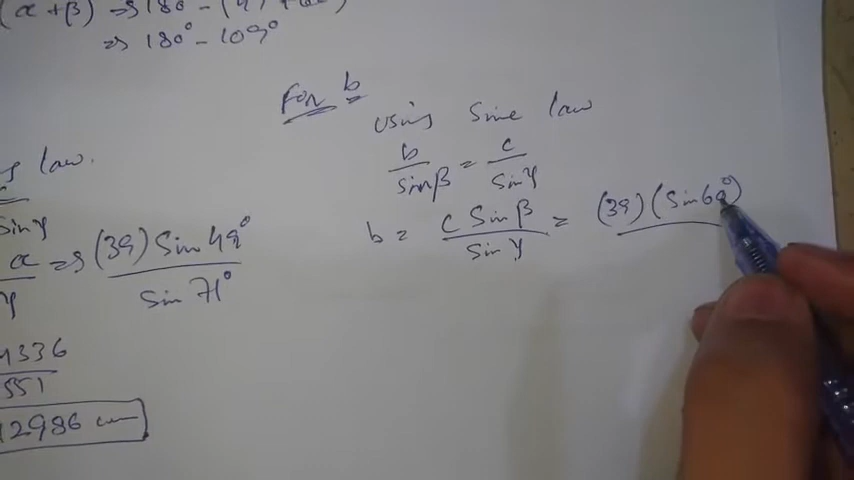 (α + β) => 180 - (
=> 180° - 109°
For b
using Sine law
b/sinβ = c/sinγ
b = c Sinβ/sinγ = (39)(Sin60°)
law.
sinγ
α/γ => (39) Sin 49°/Sin 71°
4336
551
12986 cm